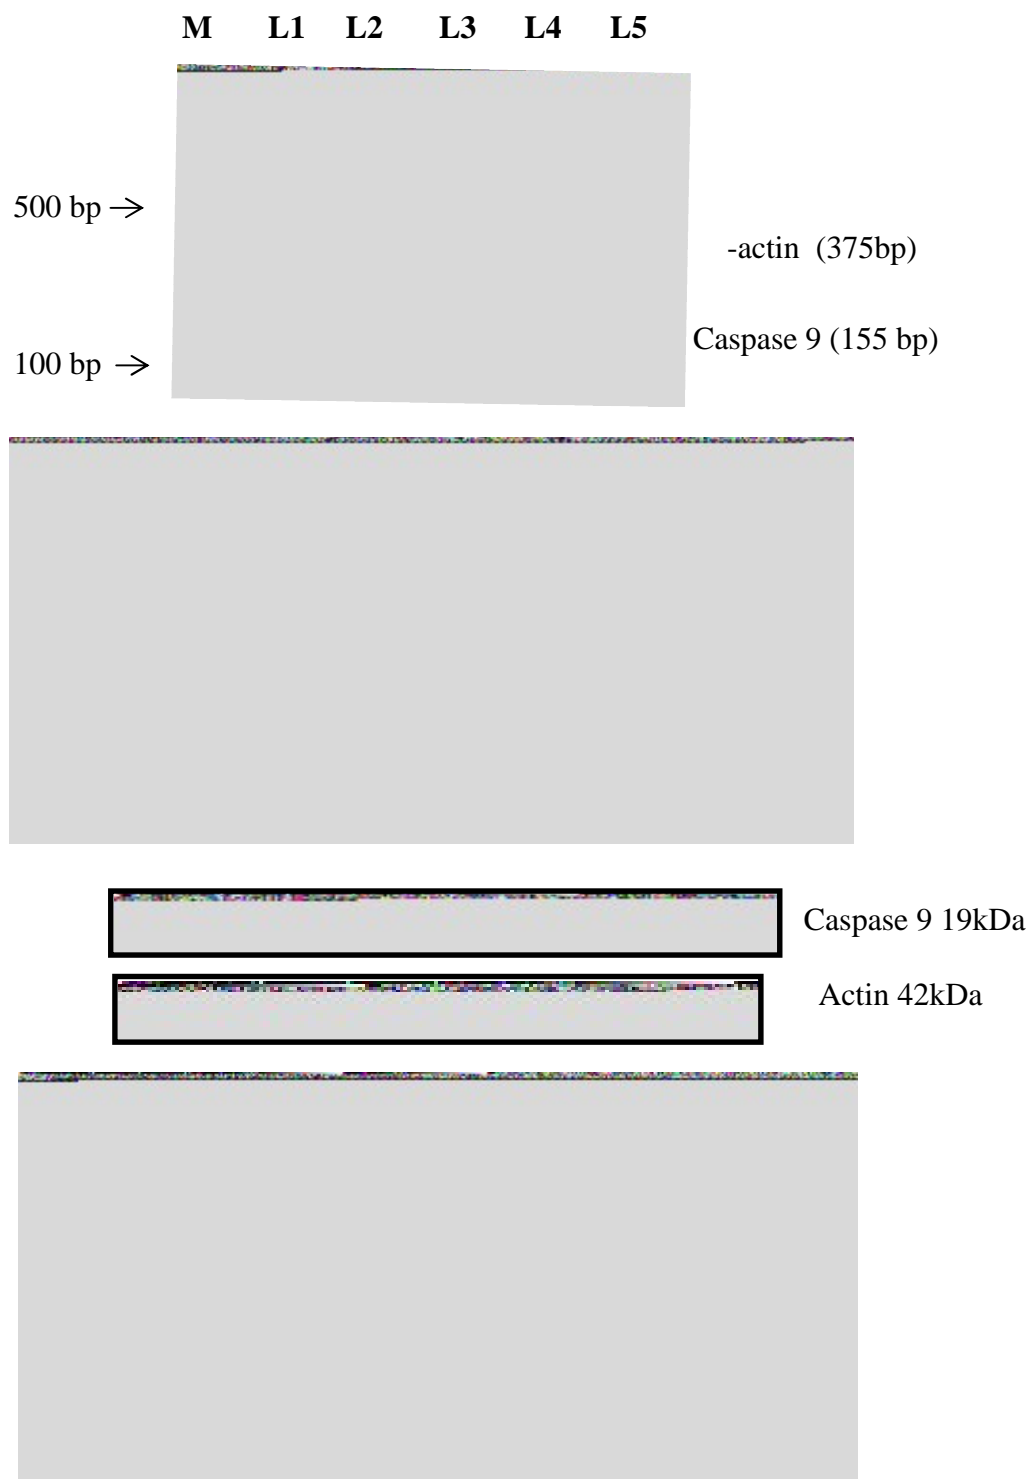 M L1 L2 L3 L4 L5
500 bp →
-actin (375bp)
Caspase 9 (155 bp)
100 bp →
Caspase 9 19kDa
Actin 42kDa